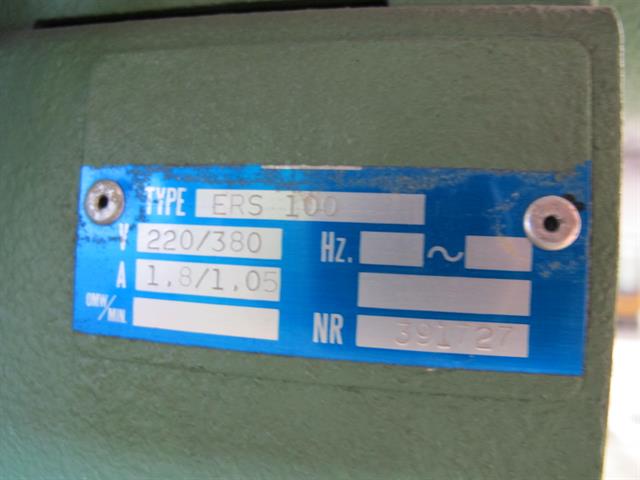 TYPE ERS 100
V 220/380 Hz. ~
A 1,8/1,05
OMW/MIN.
NR 391727